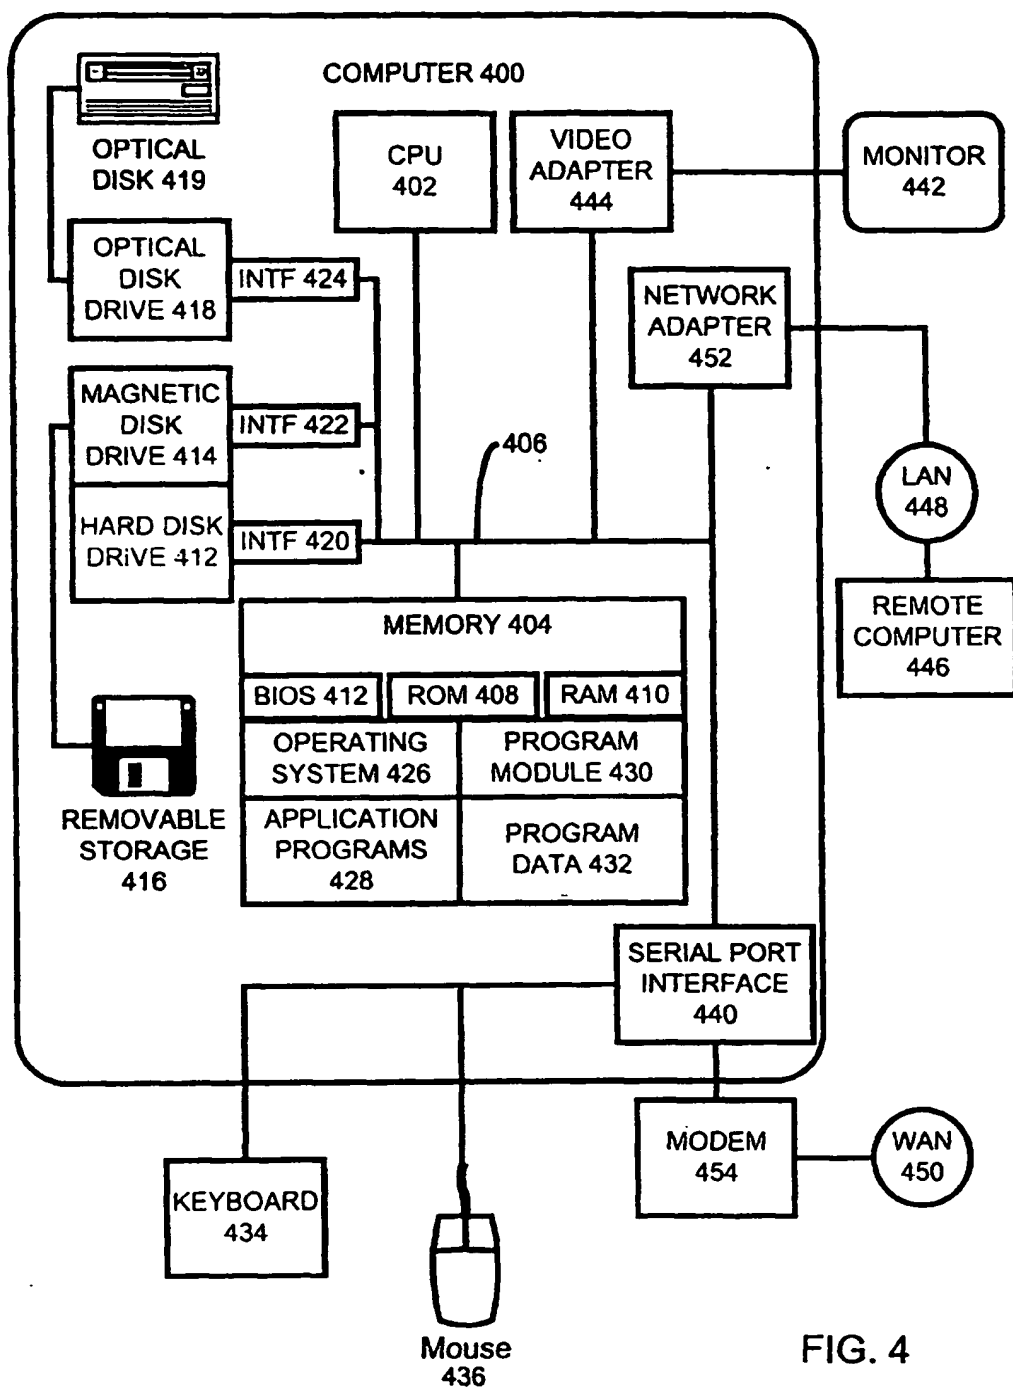 COMPUTER 400
OPTICAL
DISK 419
CPU
402
VIDEO
ADAPTER
444
MONITOR
442
OPTICAL
DISK
DRIVE 418
INTF 424
NETWORK
ADAPTER
452
MAGNETIC
DISK
DRIVE 414
INTF 422
406
LAN
448
HARD DISK
DRiVE 412
INTF 420
REMOTE
COMPUTER
446
MEMORY 404
BIOS 412
ROM 408
RAM 410
OPERATING
SYSTEM 426
PROGRAM
MODULE 430
REMOVABLE
STORAGE
416
APPLICATION
PROGRAMS
428
PROGRAM
DATA 432
SERIAL PORT
INTERFACE
440
MODEM
454
WAN
450
KEYBOARD
434
Mouse
436
FIG. 4